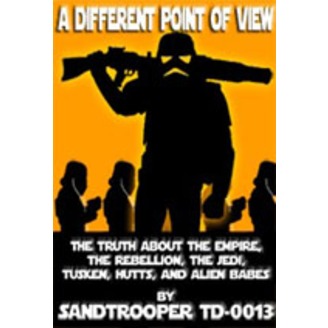 A DIFFERENT POINT OF VIEW
THE TRUTH ABOUT THE EMPIRE,
THE REBELLION, THE JEDI,
TUSKEN, HUTTS, AND ALIEN BABES
BY
SANDTROOPER TD-0013